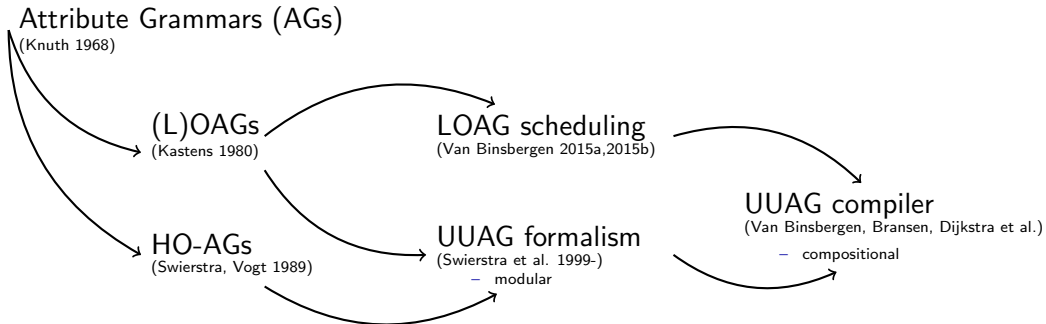 Attribute Grammars (AGs)
(Knuth 1968)
(L)OAGs
(Kastens 1980)
LOAG scheduling
(Van Binsbergen 2015a,2015b)
HO-AGs
(Swierstra, Vogt 1989)
UUAG formalism
(Swierstra et al. 1999-)
– modular
UUAG compiler
(Van Binsbergen, Bransen, Dijkstra et al.)
– compositional